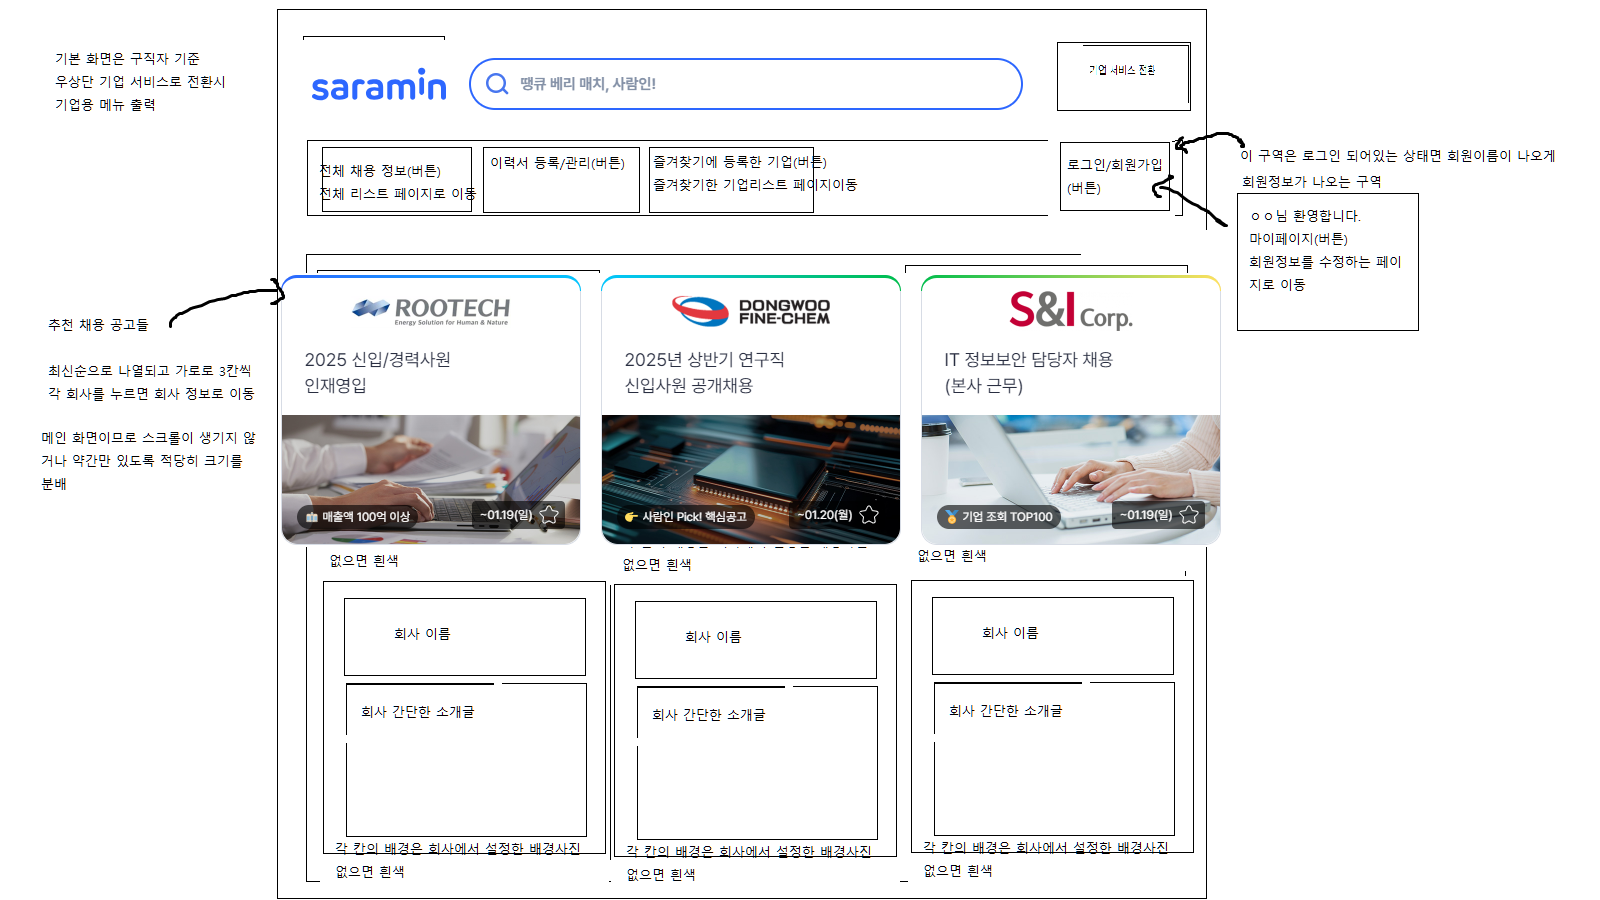 기본 화면은 구직자 기준
우상단 기업 서비스로 전환시
기업용 메뉴 출력
saramin
땡큐 베리 매치, 사람인!
기업 서비스 전환
전체 채용 정보(버튼)
전체 리스트 페이지로 이동
이력서 등록/관리(버튼)
즐겨찾기에 등록한 기업(버튼)
즐겨찾기한 기업리스트 페이지이동
로그인/회원가입
(버튼)
이 구역은 로그인 되어있는 상태면 회원이름이 나오게
회원정보가 나오는 구역
ㅇㅇ님 환영합니다.
마이페이지(버튼)
회원정보를 수정하는 페이
지로 이동
추천 채용 공고들
최신순으로 나열되고 가로로 3칸씩
각 회사를 누르면 회사 정보로 이동
메인 화면이므로 스크롤이 생기지 않
거나 약간만 있도록 적당히 크기를
분배
ROOTECH
Energy Solution for Human & Nature
2025 신입/경력사원
인재영입
매출액 100억 이상
~01.19(일)
DONGWOO
FINE-CHEM
2025년 상반기 연구직
신입사원 공개채용
사람인 Pick! 핵심공고
~01.20(월)
S&I Corp.
IT 정보보안 담당자 채용
(본사 근무)
기업 조회 TOP100
~01.19(일)
없으면 흰색
없으면 흰색
없으면 흰색
회사 이름
회사 간단한 소개글
각 칸의 배경은 회사에서 설정한 배경사진
없으면 흰색
회사 이름
회사 간단한 소개글
각 칸의 배경은 회사에서 설정한 배경사진
없으면 흰색
회사 이름
회사 간단한 소개글
각 칸의 배경은 회사에서 설정한 배경사진
없으면 흰색